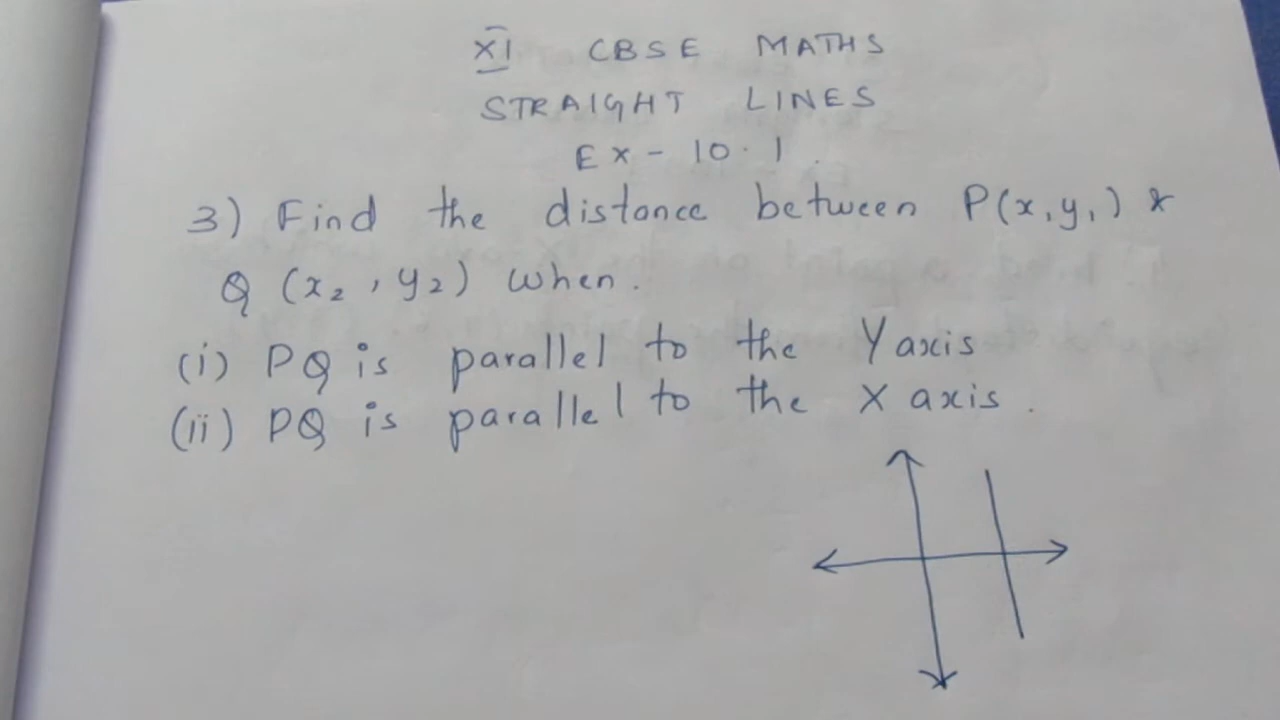 XI CBSE MATHS
STRAIGHT LINES
Ex - 10.1.
3) Find the distance between P(x₁y₁) &
Q (x₂, y₂) when.
(i) PQ is parallel to the Y axis
(ii) PQ is parallel to the X axis.